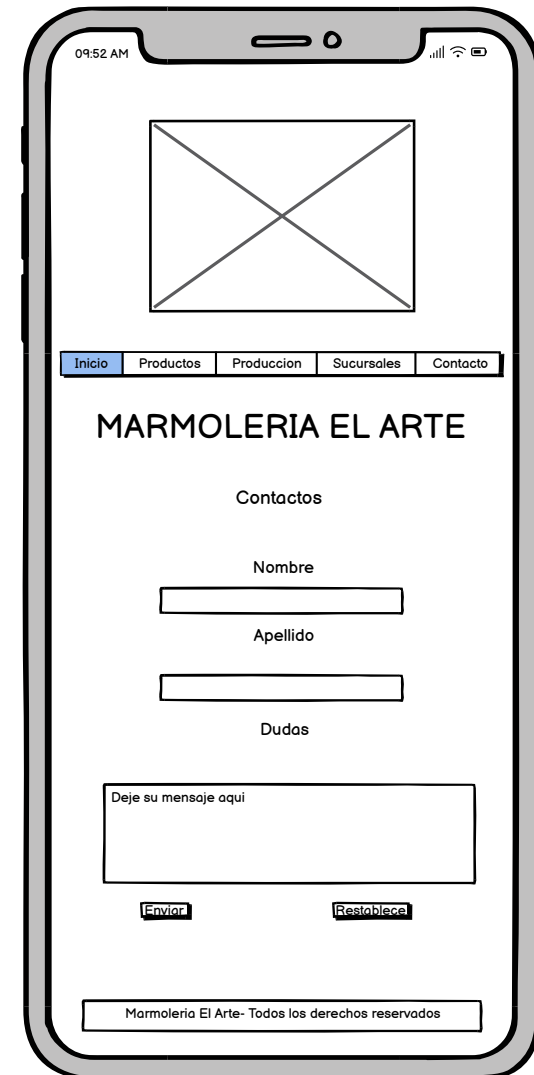 09:52 AM
Inicio Productos Produccion Sucursales Contacto
MARMOLERIA EL ARTE
Contactos
Nombre
Apellido
Dudas
Deje su mensaje aqui
Enviar Restablece
Marmoleria El Arte- Todos los derechos reservados